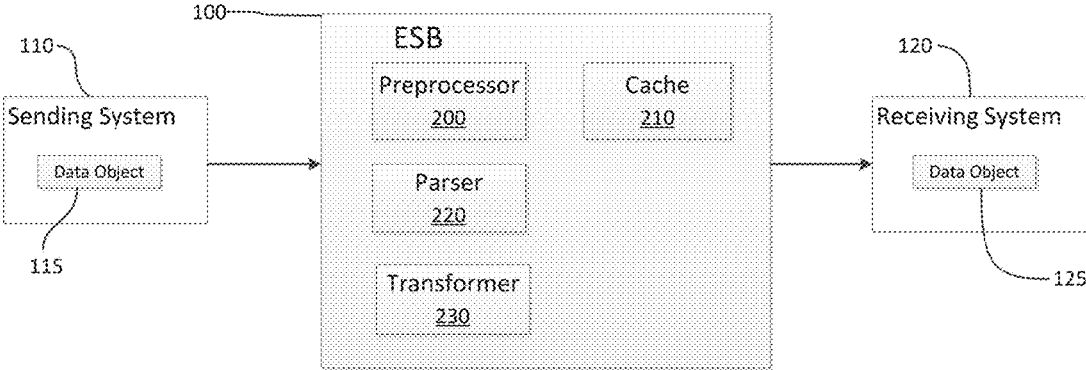 100
ESB
110
120
Preprocessor
200
Cache
210
Sending System
Receiving System
Data Object
Data Object
Parser
220
115
125
Transformer
230